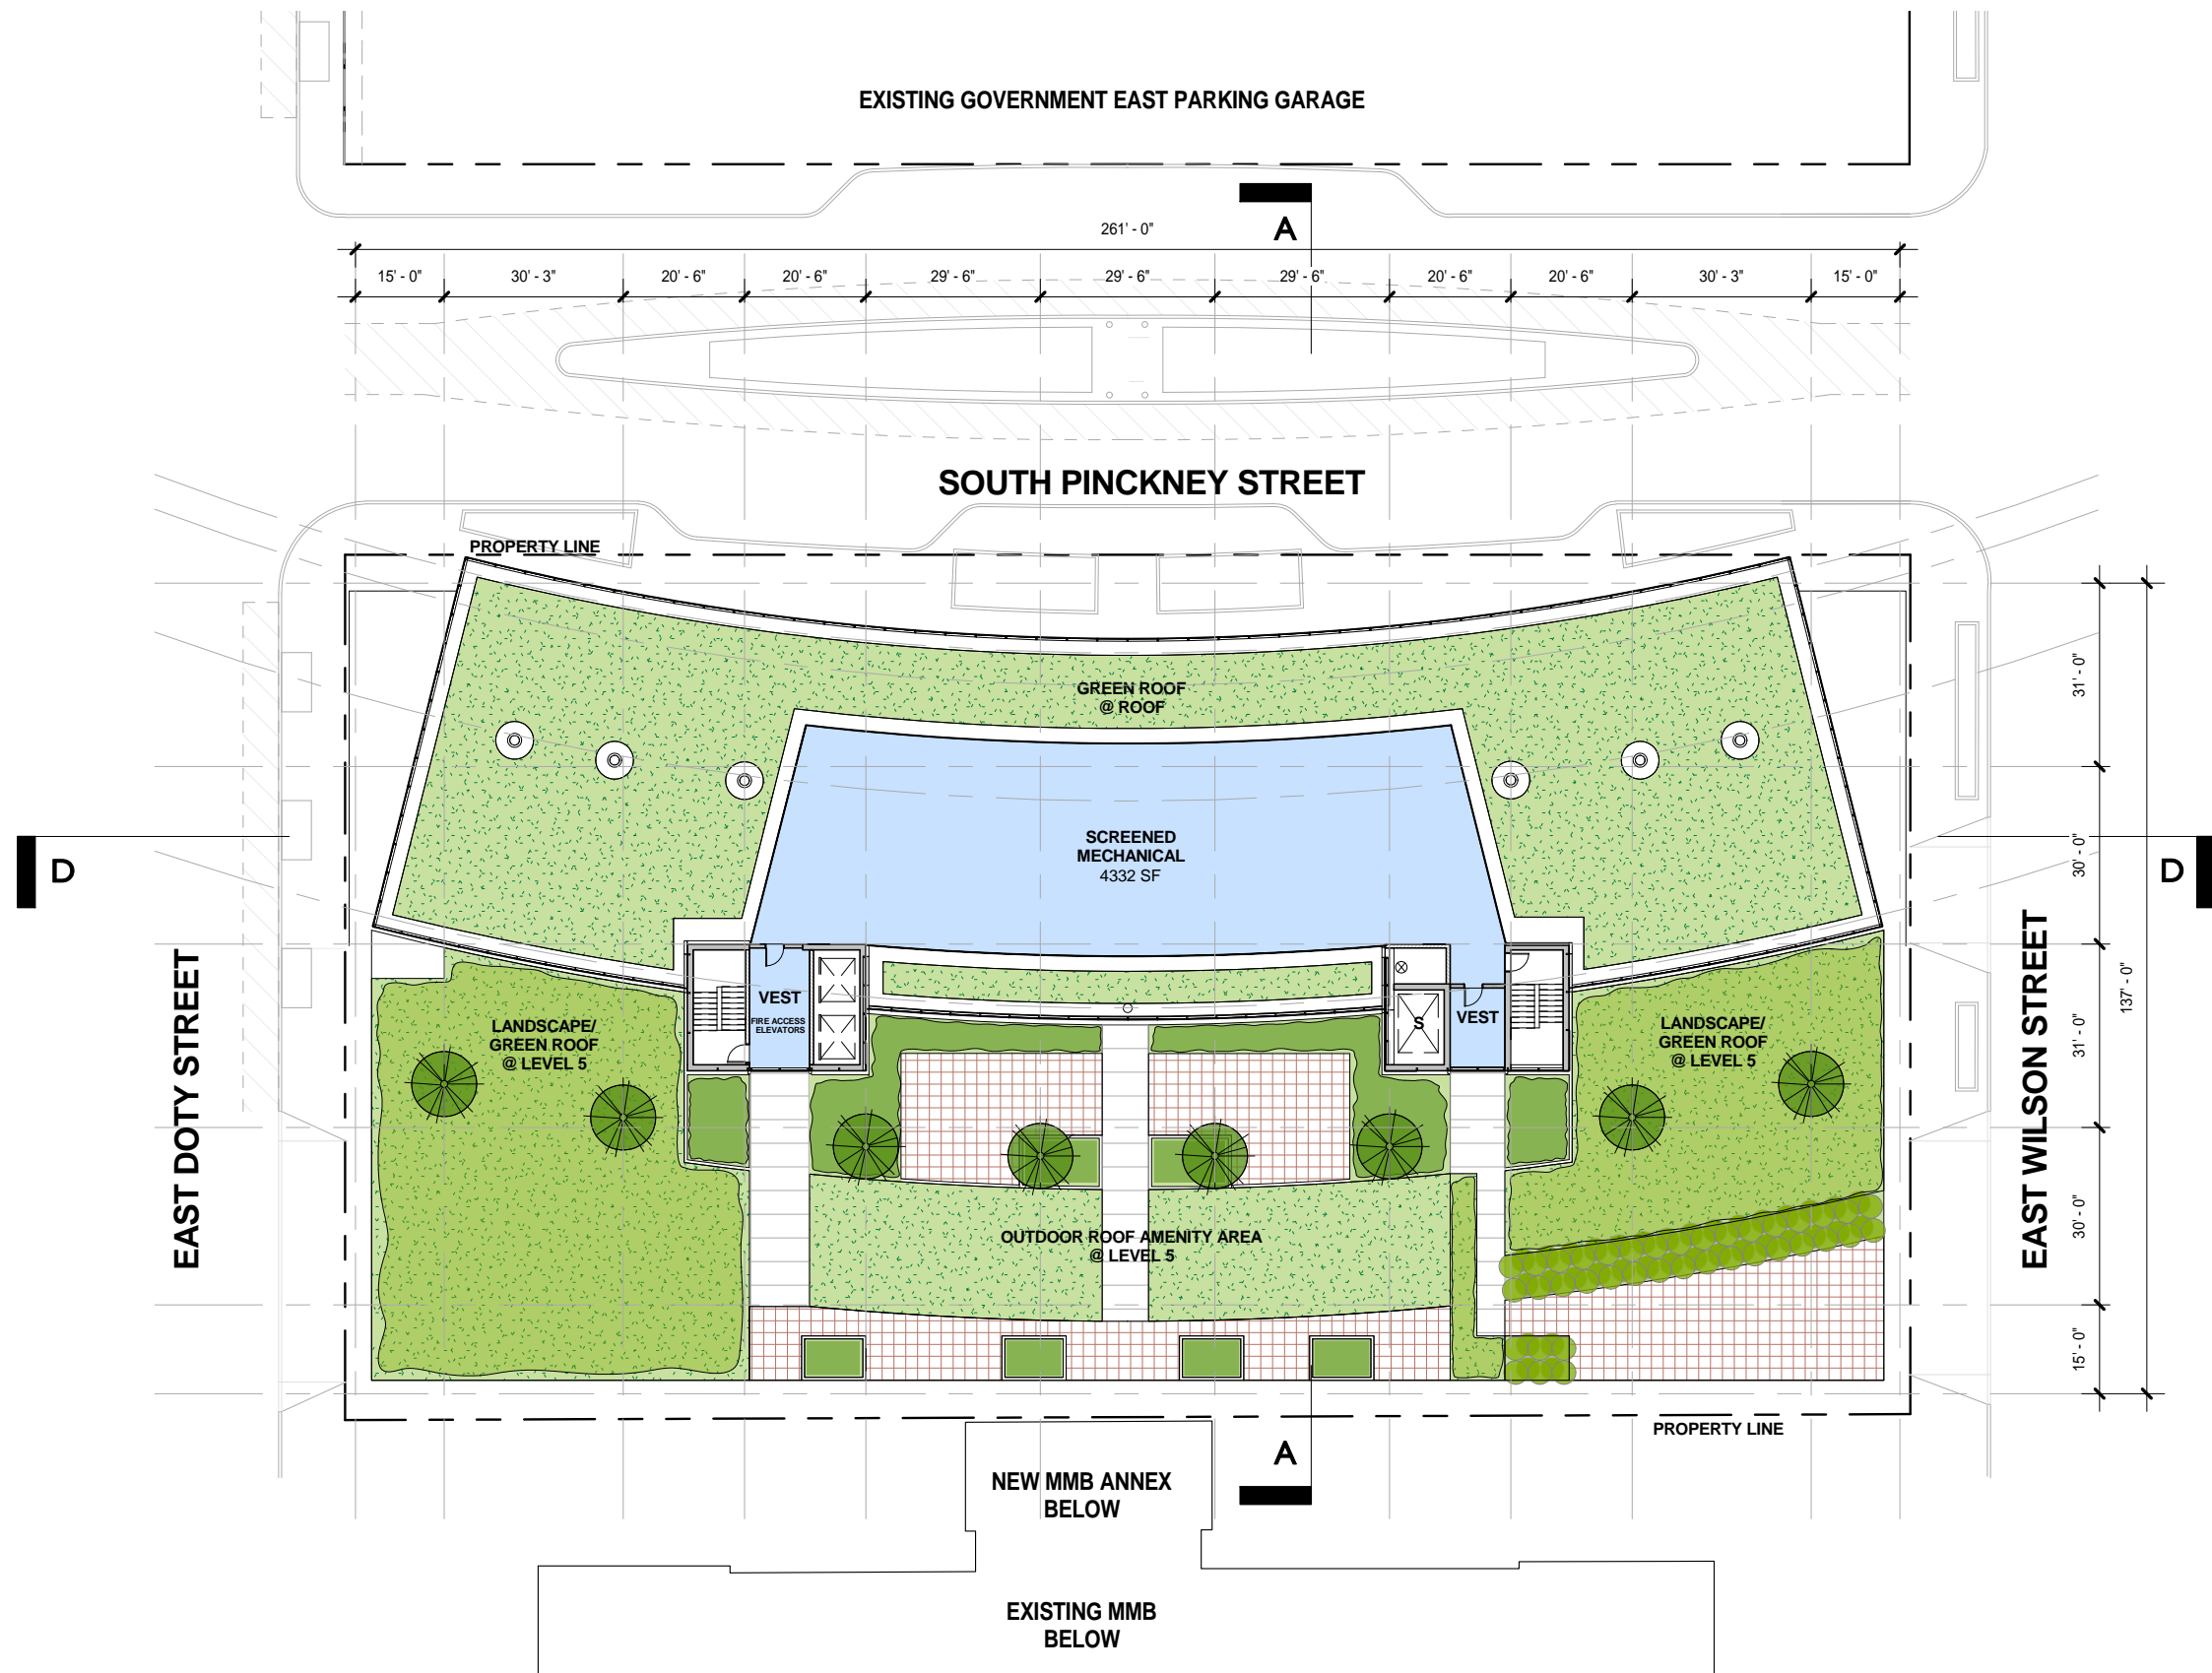 EXISTING GOVERNMENT EAST PARKING GARAGE
A
261' - 0"
15' - 0"
30' - 3"
20' - 6"
20' - 6"
29' - 6"
29' - 6"
29' - 6"
20' - 6"
20' - 6"
30' - 3"
15' - 0"
SOUTH PINCKNEY STREET
PROPERTY LINE
GREEN ROOF
@ ROOF
31' - 0"
SCREENED
MECHANICAL
4332 SF
30' - 0"
D
D
EAST DOTY STREET
VEST
FIRE ACCESS
ELEVATORS
S
VEST
LANDSCAPE/
GREEN ROOF
@ LEVEL 5
LANDSCAPE/
GREEN ROOF
@ LEVEL 5
EAST WILSON STREET
31' - 0"
137' - 0"
OUTDOOR ROOF AMENITY AREA
@ LEVEL 5
30' - 0"
15' - 0"
PROPERTY LINE
A
NEW MMB ANNEX
BELOW
EXISTING MMB
BELOW